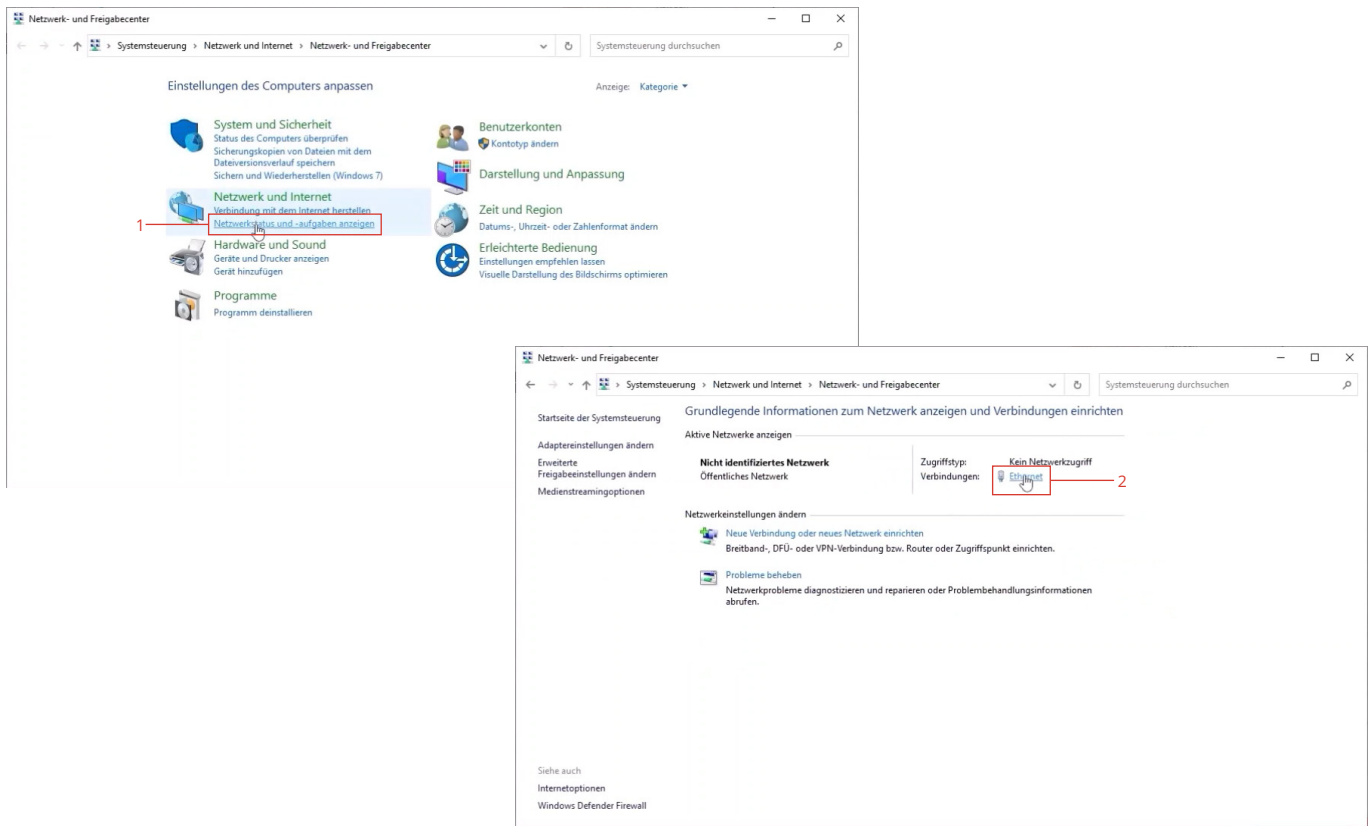 Netzwerk- und Freigabecenter
Systemsteuerung › Netzwerk und Internet › Netzwerk- und Freigabecenter
Systemsteuerung durchsuchen
Einstellungen des Computers anpassen
Anzeige: Kategorie
System und Sicherheit
Status des Computers überprüfen
Sicherungskopien von Dateien mit dem
Dateiversionsverlauf speichern
Sichern und Wiederherstellen (Windows 7)
Netzwerk und Internet
Verbindung mit dem Internet herstellen
1
Netzwerkstatus und -aufgaben anzeigen
Hardware und Sound
Geräte und Drucker anzeigen
Gerät hinzufügen
Programme
Programm deinstallieren
Benutzerkonten
Kontotyp ändern
Darstellung und Anpassung
Zeit und Region
Datums-, Uhrzeit- oder Zahlenformat ändern
Erleichterte Bedienung
Einstellungen empfehlen lassen
Visuelle Darstellung des Bildschirms optimieren
Netzwerk- und Freigabecenter
Systemsteuerung › Netzwerk und Internet › Netzwerk- und Freigabecenter
Systemsteuerung durchsuchen
Startseite der Systemsteuerung
Adaptereinstellungen ändern
Erweiterte
Freigabeeinstellungen ändern
Medienstreamingoptionen
Grundlegende Informationen zum Netzwerk anzeigen und Verbindungen einrichten
Aktive Netzwerke anzeigen
Nicht identifiziertes Netzwerk
Öffentliches Netzwerk
Zugriffstyp: Kein Netzwerkzugriff
Verbindungen: Ethernet
2
Netzwerkeinstellungen ändern
Neue Verbindung oder neues Netzwerk einrichten
Breitband-, DFÜ- oder VPN-Verbindung bzw. Router oder Zugriffspunkt einrichten.
Probleme beheben
Netzwerkprobleme diagnostizieren und reparieren oder Problembehandlungsinformationen
abrufen.
Siehe auch
Internetoptionen
Windows Defender Firewall